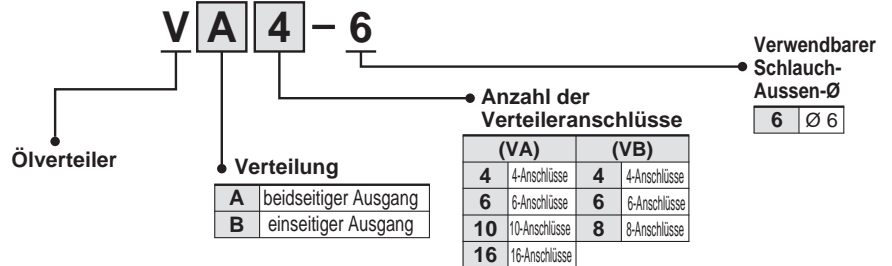 VA4-6
Verwendbarer
Schlauch-
Aussen-Ø
6 Ø 6
Anzahl der
Verteileranschlüsse
(VA) (VB)
4 4-Anschlüsse 4 4-Anschlüsse
6 6-Anschlüsse 6 6-Anschlüsse
10 10-Anschlüsse 8 8-Anschlüsse
16 16-Anschlüsse
Verteilung
A beidseitiger Ausgang
B einseitiger Ausgang
Ölverteiler